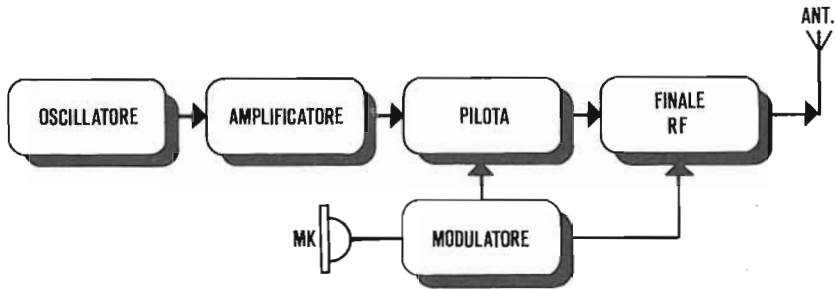 ANT.
OSCILLATORE
AMPLIFICATORE
PILOTA
FINALE
RF
MK
MODULATORE